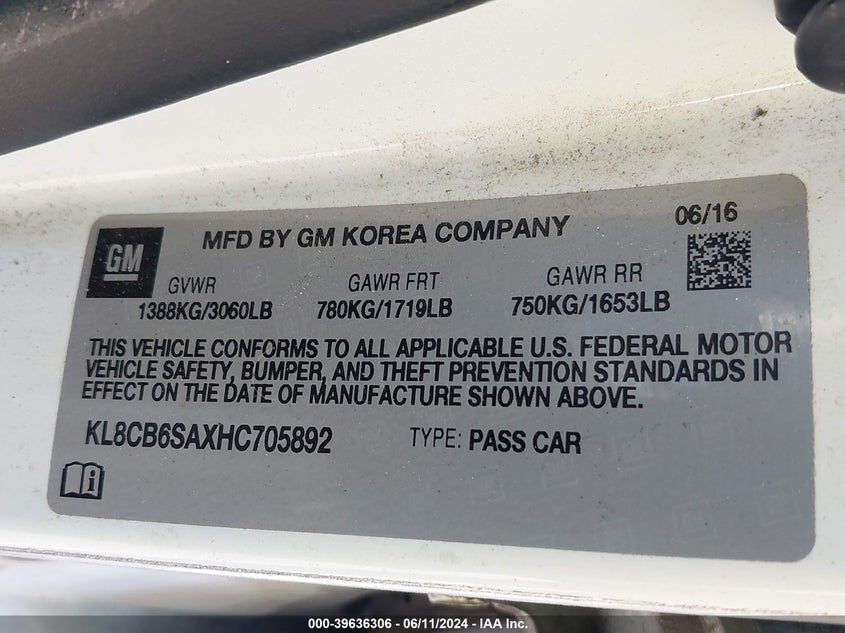 GM
MFD BY GM KOREA COMPANY
06/16
GVWR
GAWR FRT
GAWR RR
1388KG/3060LB
780KG/1719LB
750KG/1653LB
THIS VEHICLE CONFORMS TO ALL APPLICABLE U.S. FEDERAL MOTOR
VEHICLE SAFETY, BUMPER, AND THEFT PREVENTION STANDARDS IN
EFFECT ON THE DATE OF MANUFACTURE SHOWN ABOVE.
KL8CB6SAXHC705892
TYPE: PASS CAR
000-39636306 - 06/11/2024 - IAA Inc.